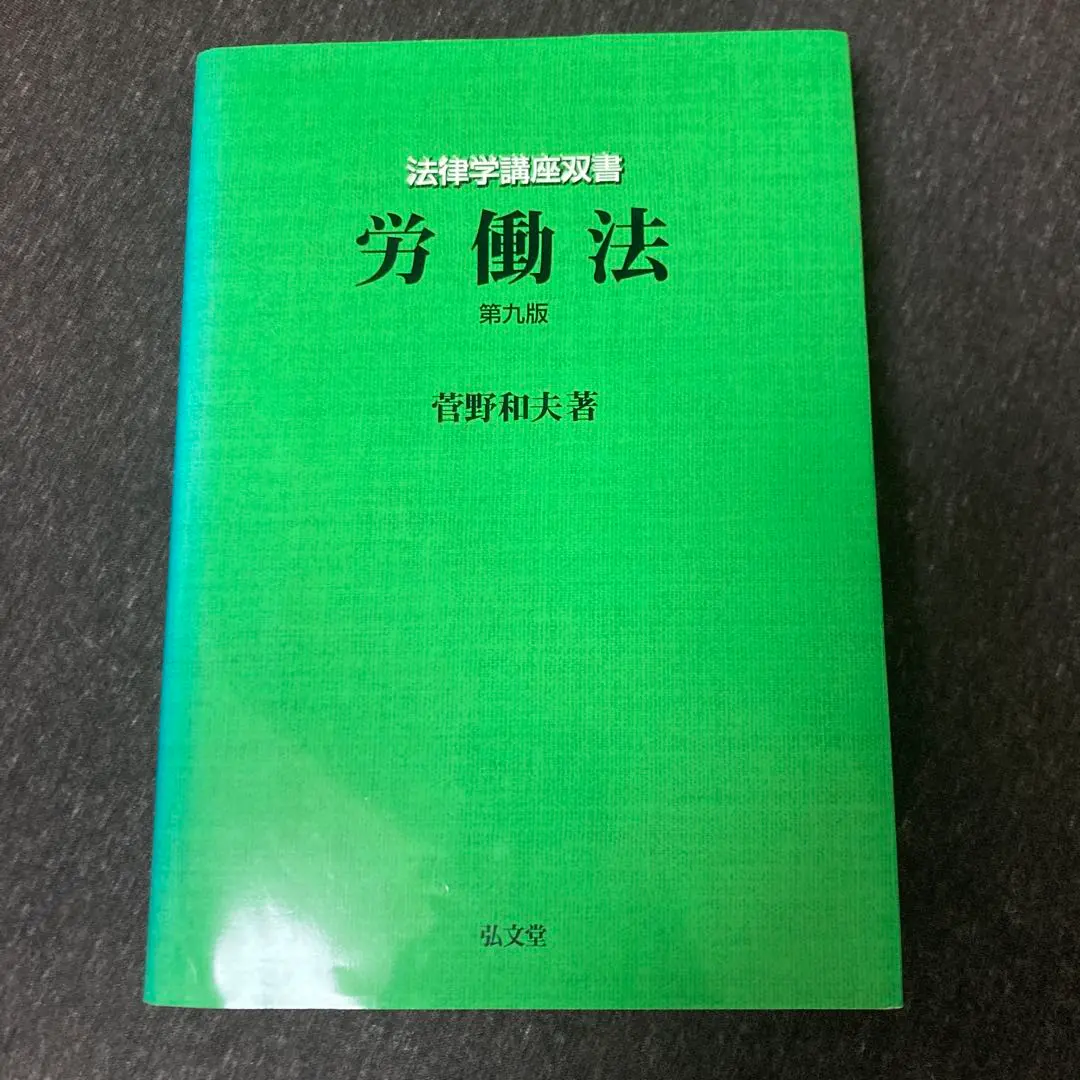 法律学講座双書
労働法
第九版
菅野和夫著
弘文堂